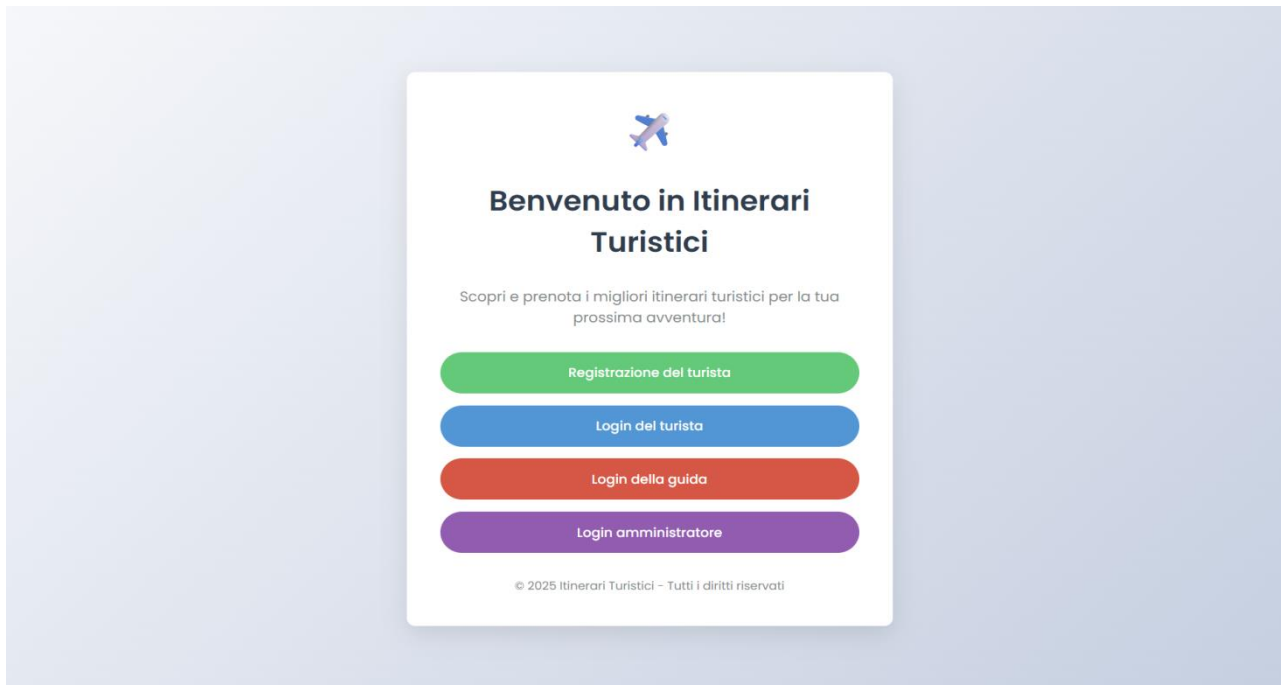 Benvenuto in Itinerari
Turistici
Scopri e prenota i migliori itinerari turistici per la tua
prossima avventura!
Registrazione del turista
Login del turista
Login della guida
Login amministratore
© 2025 Itinerari Turistici - Tutti i diritti riservati